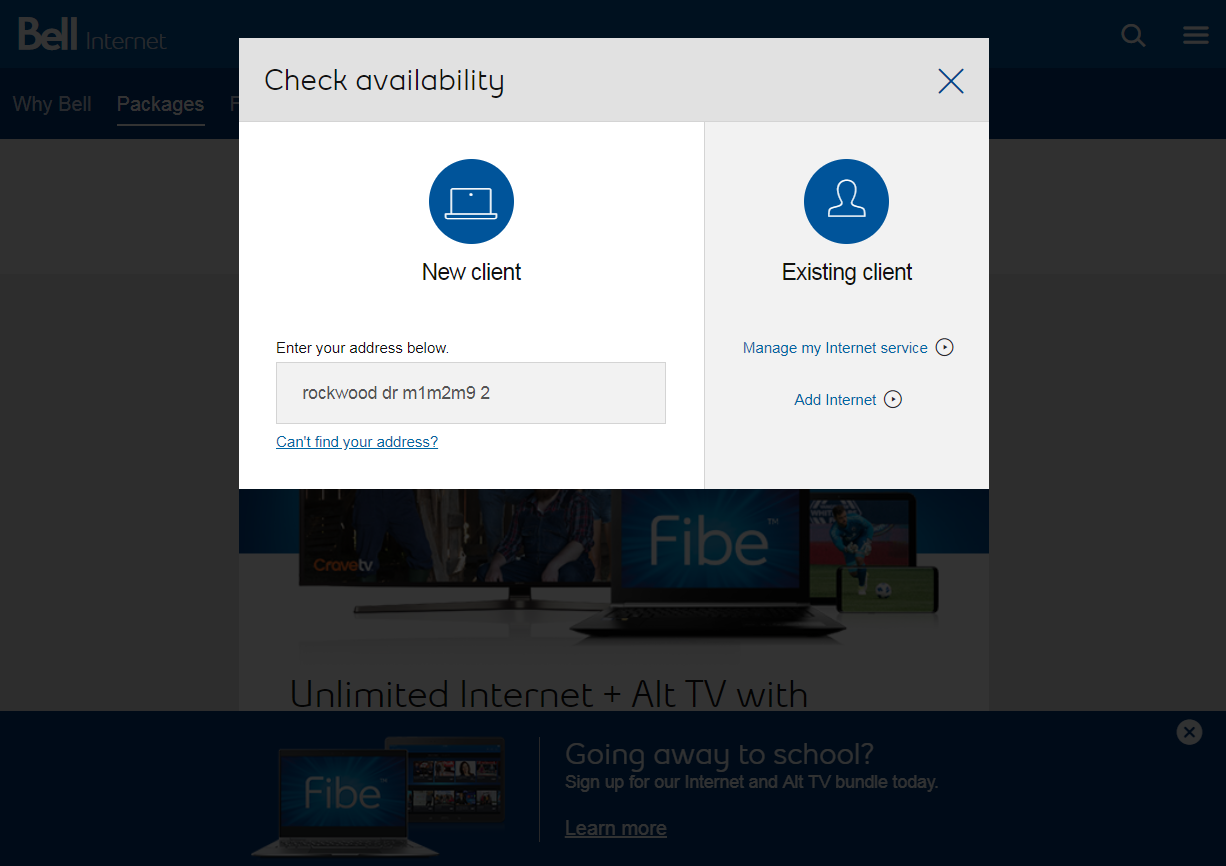 Bell Internet
Why Bell Packages
Check availability
New client
Existing client
Enter your address below.
rockwood dr m1m2m9 2
Can't find your address?
Manage my Internet service
Add Internet
Cravetv
Fibe™
Unlimited Internet + Alt TV with
Fibe™
Going away to school?
Sign up for our Internet and Alt TV bundle today.
Learn more